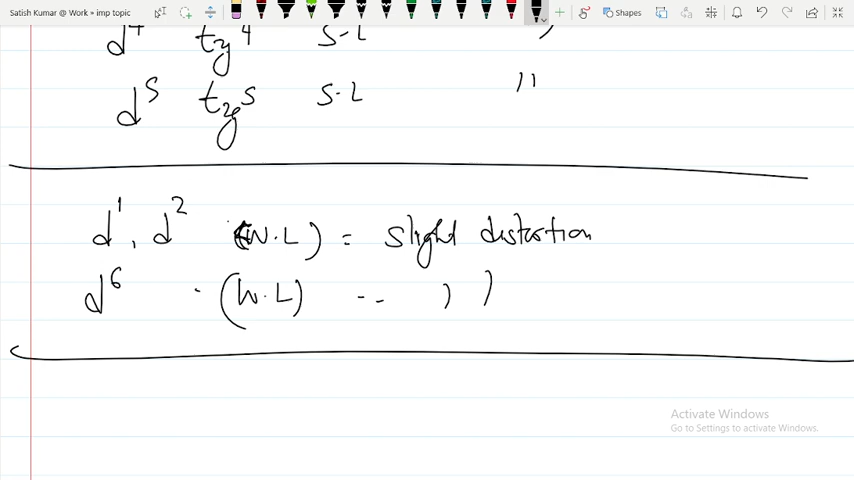 Satish Kumar @ Work » imp topic
Shapes
d⁴ t₂g⁴ S-L "
d⁵ t₂g⁵ S.L "
d¹, d² (W.L) = slight distortion
d⁶ - (W.L) -- ))
Activate Windows
Go to Settings to activate Windows.